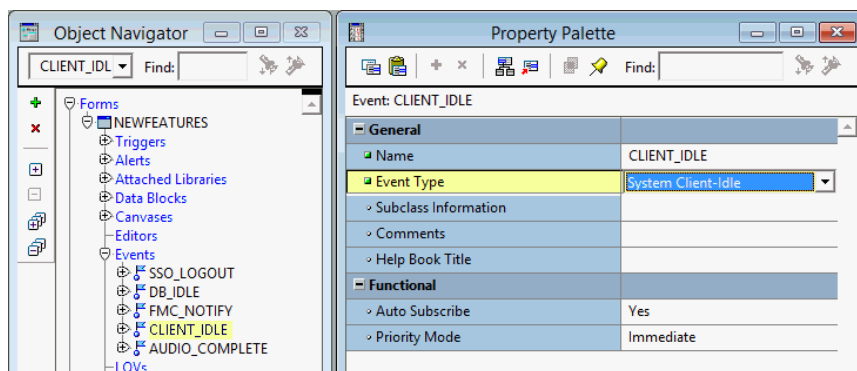 Object Navigator
CLIENT_IDL
Find:
Forms
NEWFEATURES
Triggers
Alerts
Attached Libraries
Data Blocks
Canvases
Editors
Events
SSO_LOGOUT
DB_IDLE
FMC_NOTIFY
CLIENT_IDLE
AUDIO_COMPLETE
LOVs
Property Palette
Find:
Event: CLIENT_IDLE
General
Name CLIENT_IDLE
Event Type System Client-Idle
Subclass Information
Comments
Help Book Title
Functional
Auto Subscribe Yes
Priority Mode Immediate